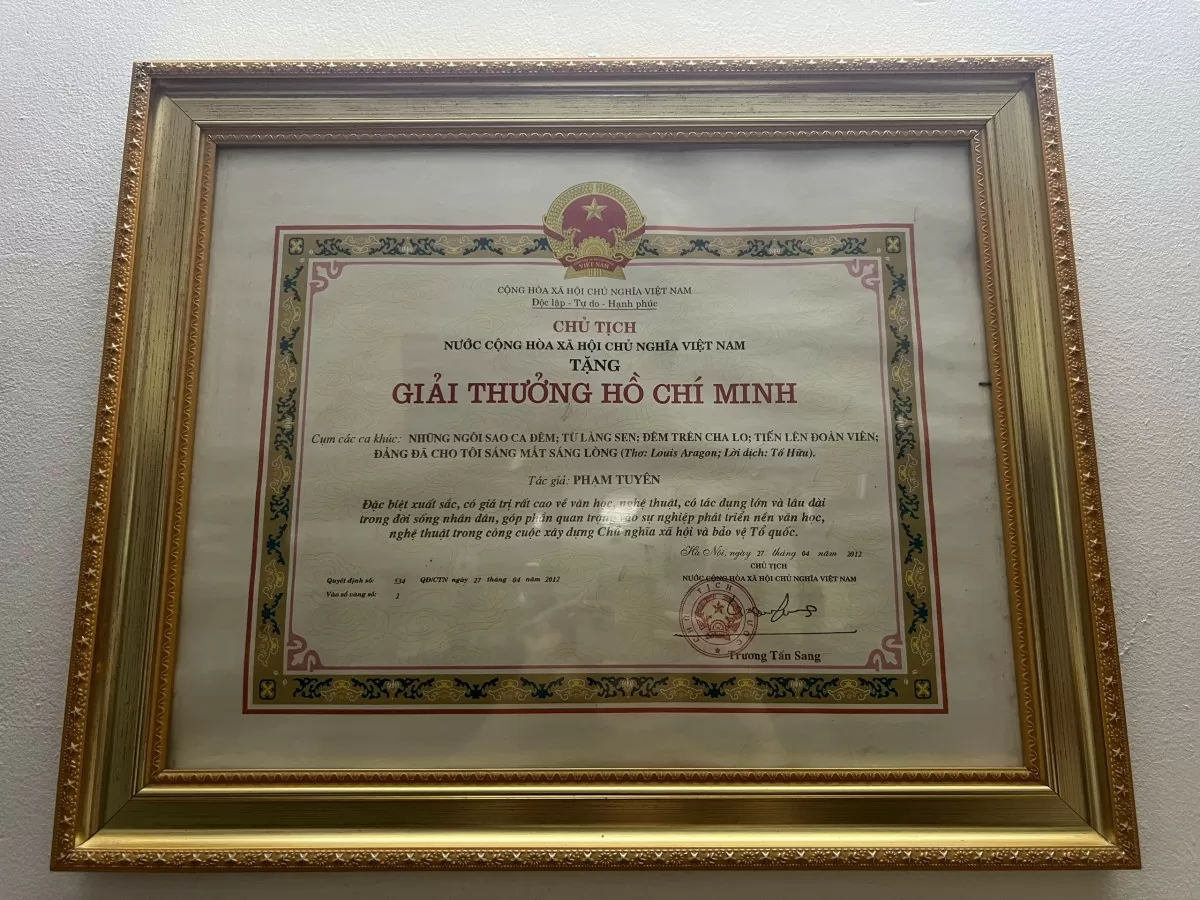 VIỆT NAM
CỘNG HÒA XÃ HỘI CHỦ NGHĨA VIỆT NAM
Độc lập - Tự do - Hạnh phúc
CHỦ TỊCH
NƯỚC CỘNG HÒA XÃ HỘI CHỦ NGHĨA VIỆT NAM
TẶNG
GIẢI THƯỞNG HỒ CHÍ MINH
Cụm các ca khúc: NHỮNG NGÔI SAO CA ĐÊM; TỪ LÀNG SEN; ĐÊM TRÊN CHA LO; TIẾN LÊN ĐOÀN VIÊN;
ĐẢNG ĐÃ CHO TÔI SÁNG MẮT SÁNG LÒNG (Thơ: Louis Aragon; Lời dịch: Tố Hữu).
Tác giả: PHẠM TUYÊN
Đặc biệt xuất sắc, có giá trị rất cao về văn học, nghệ thuật, có tác dụng lớn và lâu dài
trong đời sống nhân dân, góp phần quan trọng vào sự nghiệp phát triển nền văn học,
nghệ thuật trong công cuộc xây dựng Chủ nghĩa xã hội và bảo vệ Tổ quốc.
Hà Nội, ngày 27 tháng 04 năm 2012
CHỦ TỊCH
NƯỚC CỘNG HÒA XÃ HỘI CHỦ NGHĨA VIỆT NAM
Quyết định số: 534 QĐ/CTN ngày 27 tháng 04 năm 2012
Vào sổ vàng số: 2
CHỦ TỊCH NƯỚC
Trương Tấn Sang